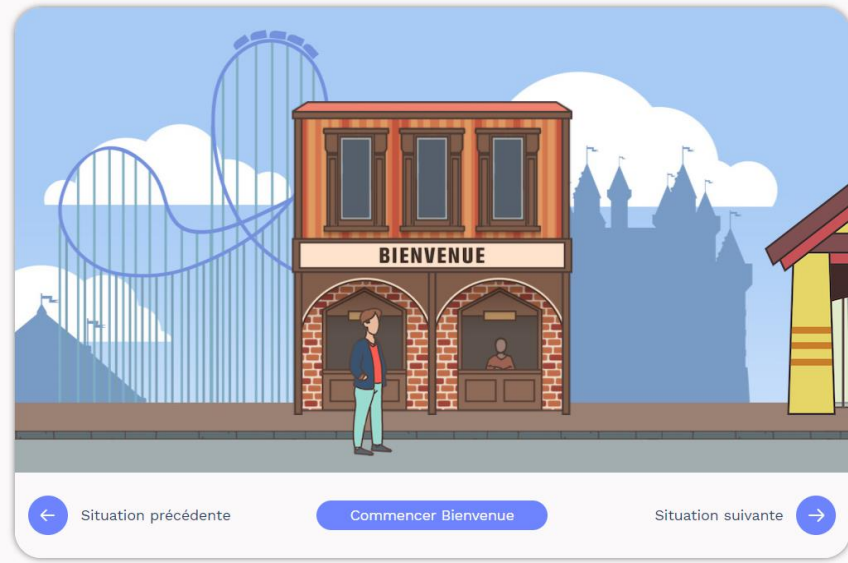 BIENVENUE
Situation précédente
Commencer Bienvenue
Situation suivante